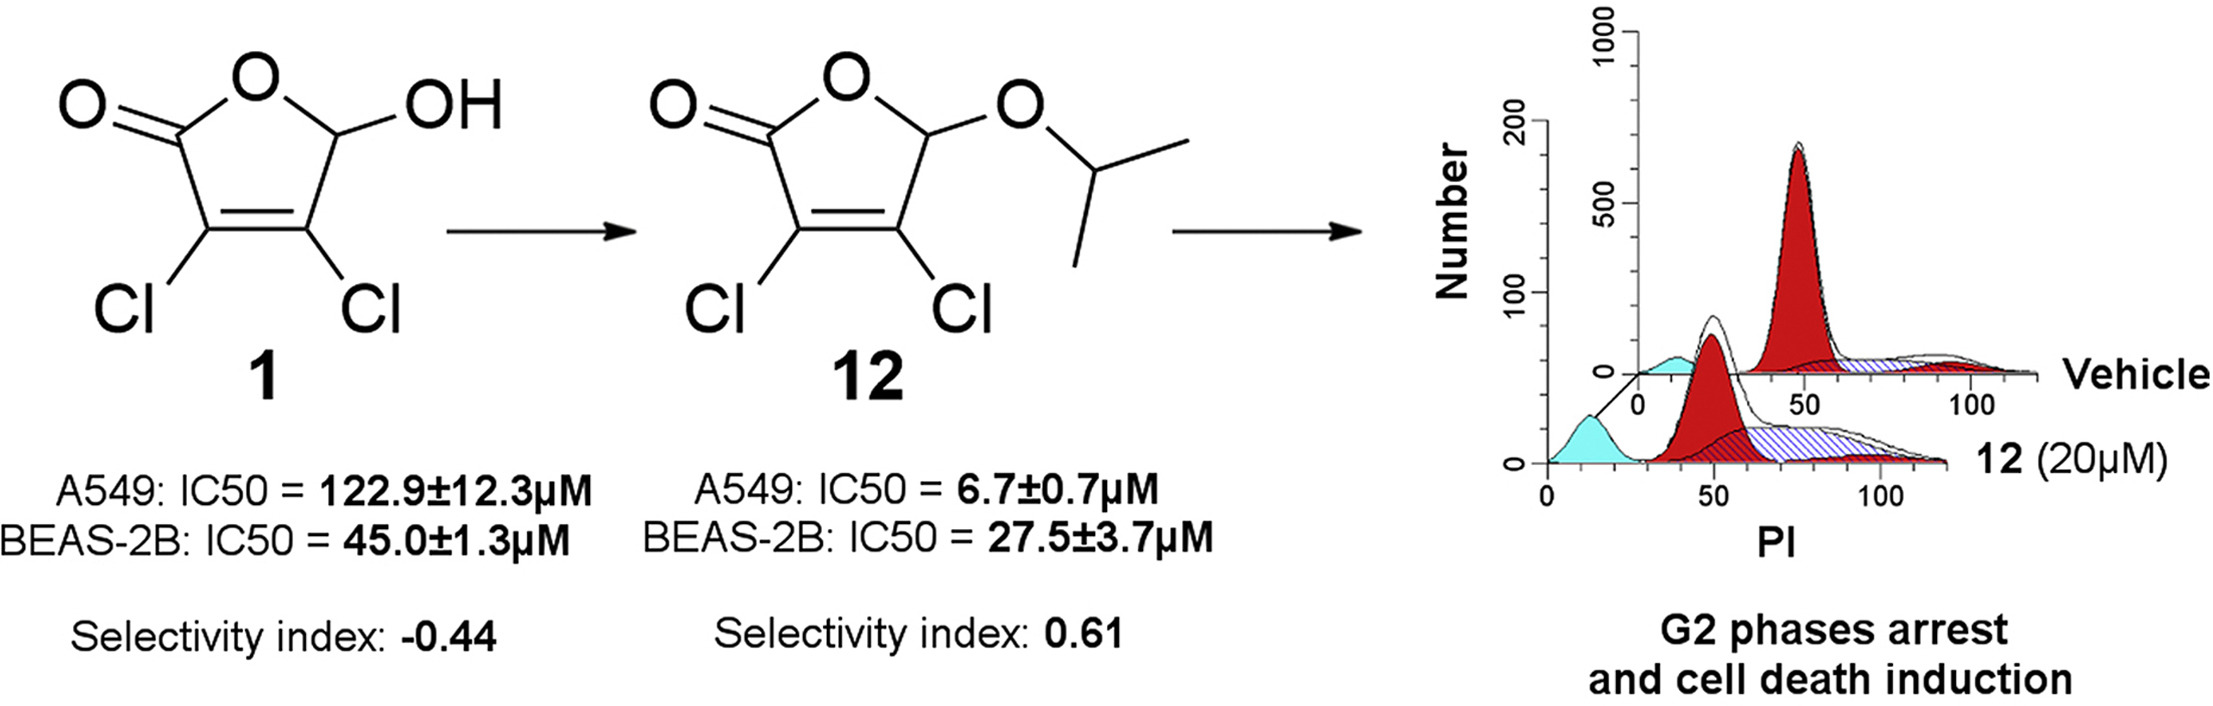 O
O
OH
Cl
Cl
1
A549: IC50 = 122.9±12.3µM
BEAS-2B: IC50 = 45.0±1.3µM
Selectivity index: -0.44
O
O
O
Cl
Cl
12
A549: IC50 = 6.7±0.7µM
BEAS-2B: IC50 = 27.5±3.7µM
Selectivity index: 0.61
Number
1000
500
0
0
50
100
Vehicle
200
100
0
0
50
100
12 (20µM)
PI
G2 phases arrest
and cell death induction